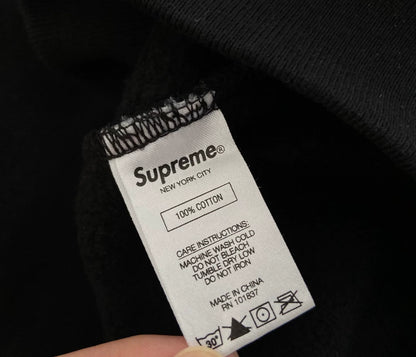 Supreme®
NEW YORK CITY
100% COTTON
CARE INSTRUCTIONS:
MACHINE WASH COLD
DO NOT BLEACH
TUMBLE DRY LOW
DO NOT IRON
MADE IN CHINA
RN 101837
30°